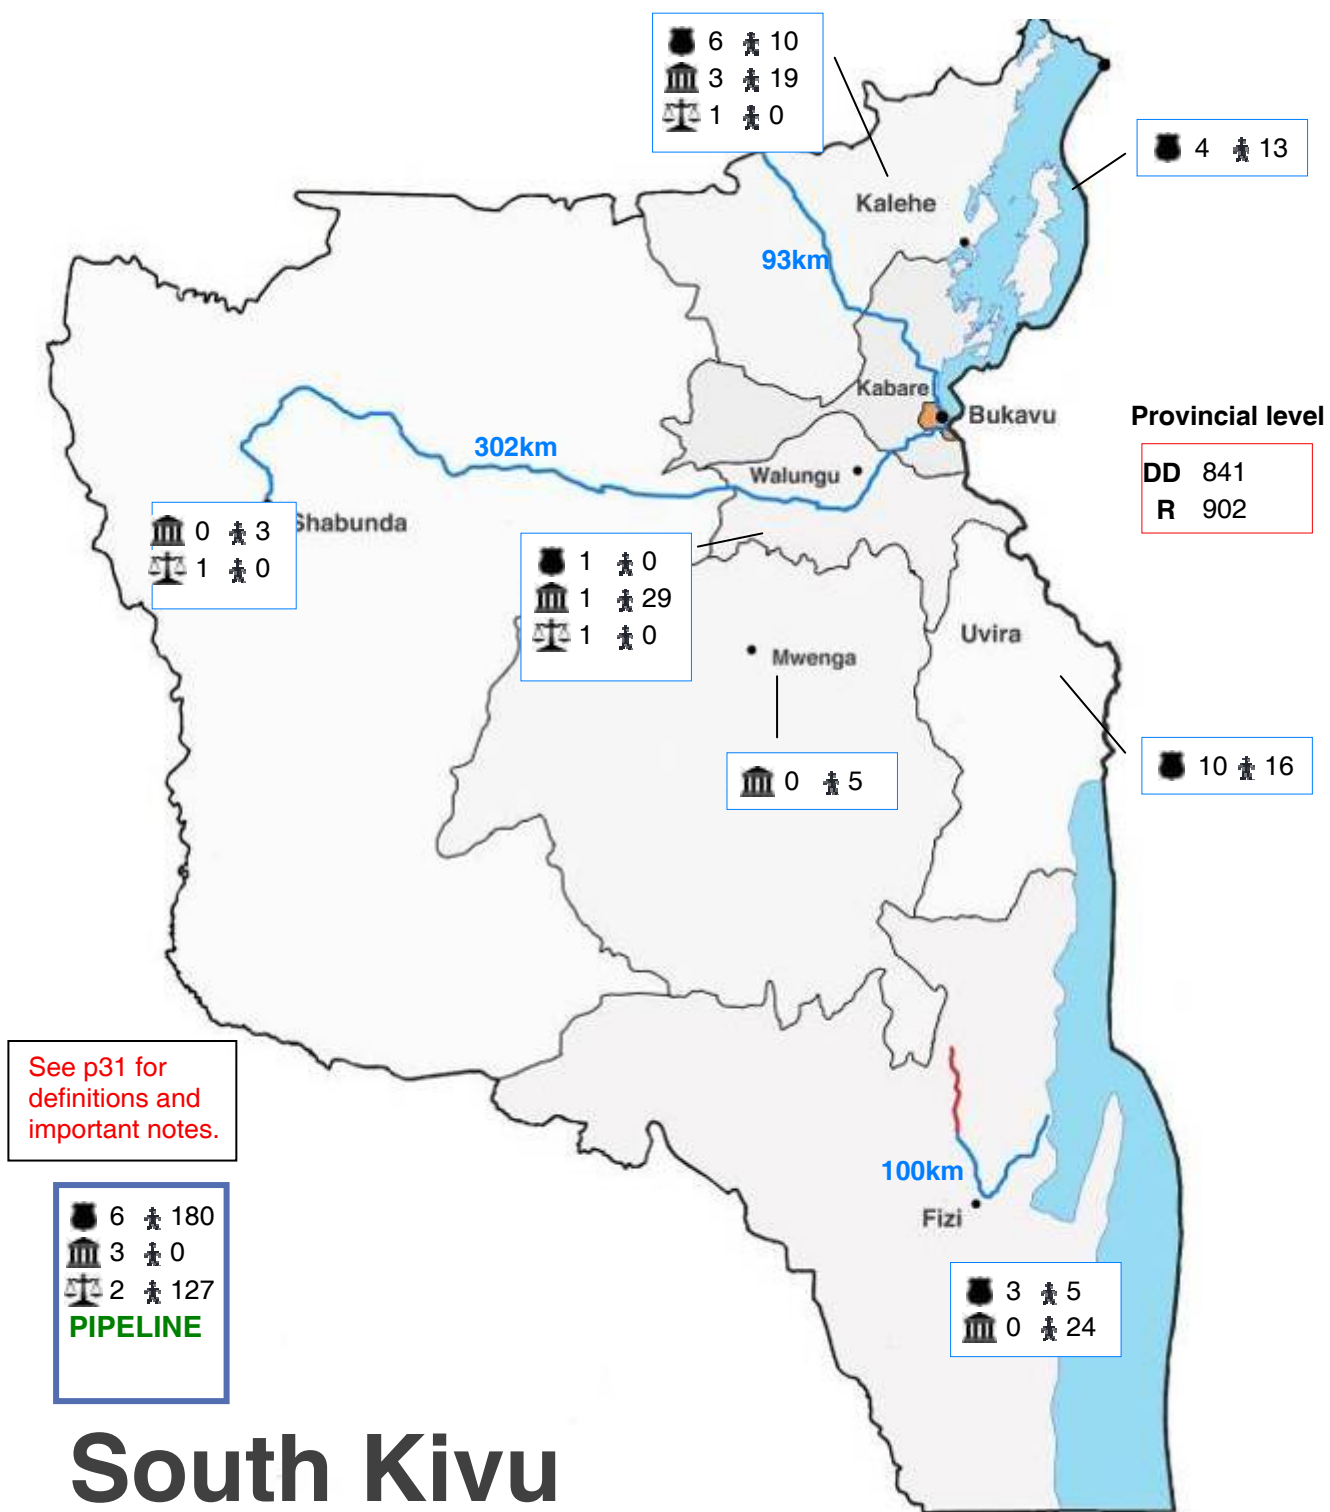 6 10
3 19
1 0
4 13
Kalehe
93km
Kabare
Bukavu
Provincial level
DD 841
R 902
302km
Walungu
Shabunda
0 3
1 0
1 0
1 29
1 0
Uvira
Mwenga
0 5
10 16
See p31 for
definitions and
important notes.
100km
Fizi
6 180
3 0
2 127
PIPELINE
3 5
0 24
South Kivu